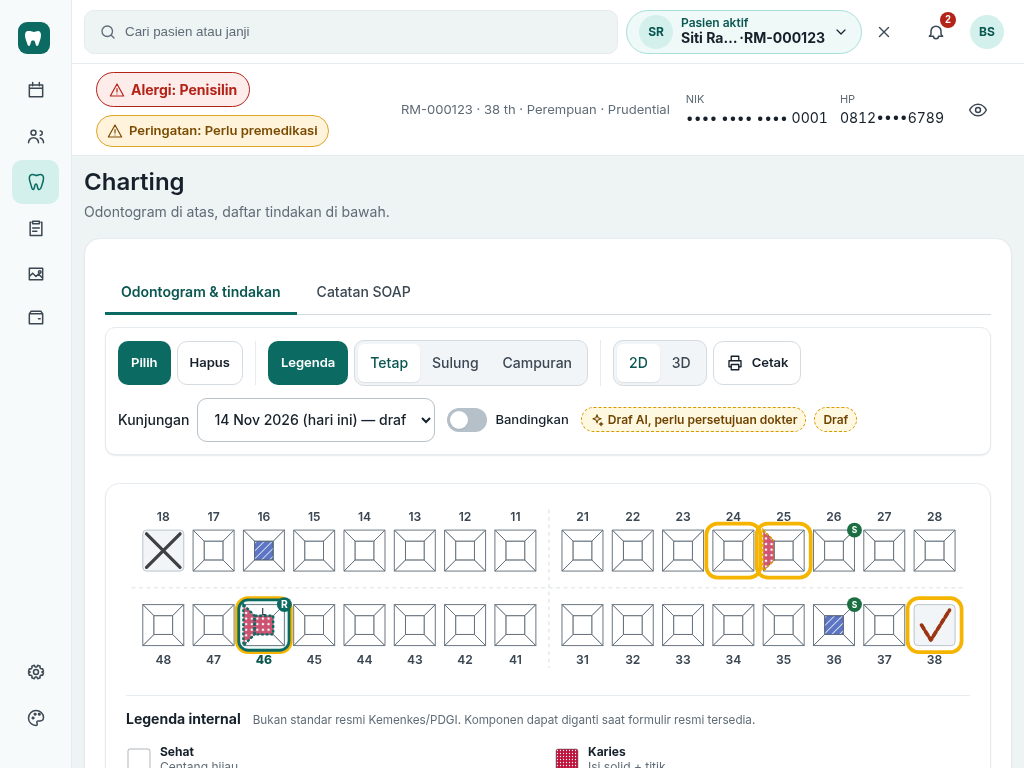 Cari pasien atau janji
SR
Pasien aktif
Siti Ra... ·RM-000123
2
BS
Alergi: Penisilin
Peringatan: Perlu premedikasi
RM-000123 · 38 th · Perempuan · Prudential
NIK
•••• •••• •••• 0001
HP
0812••••6789
Charting
Odontogram di atas, daftar tindakan di bawah.
Odontogram & tindakan
Catatan SOAP
Pilih
Hapus
Legenda
Tetap
Sulung
Campuran
2D
3D
Cetak
Kunjungan
14 Nov 2026 (hari ini) — draf
Bandingkan
Draf AI, perlu persetujuan dokter
Draf
18 17 16 15 14 13 12 11 21 22 23 24 25 26 27 28
S
R
S
48 47 46 45 44 43 42 41 31 32 33 34 35 36 37 38
Legenda internal
Bukan standar resmi Kemenkes/PDGI. Komponen dapat diganti saat formulir resmi tersedia.
Sehat
Centang hijau
Karies
Isi solid + titik